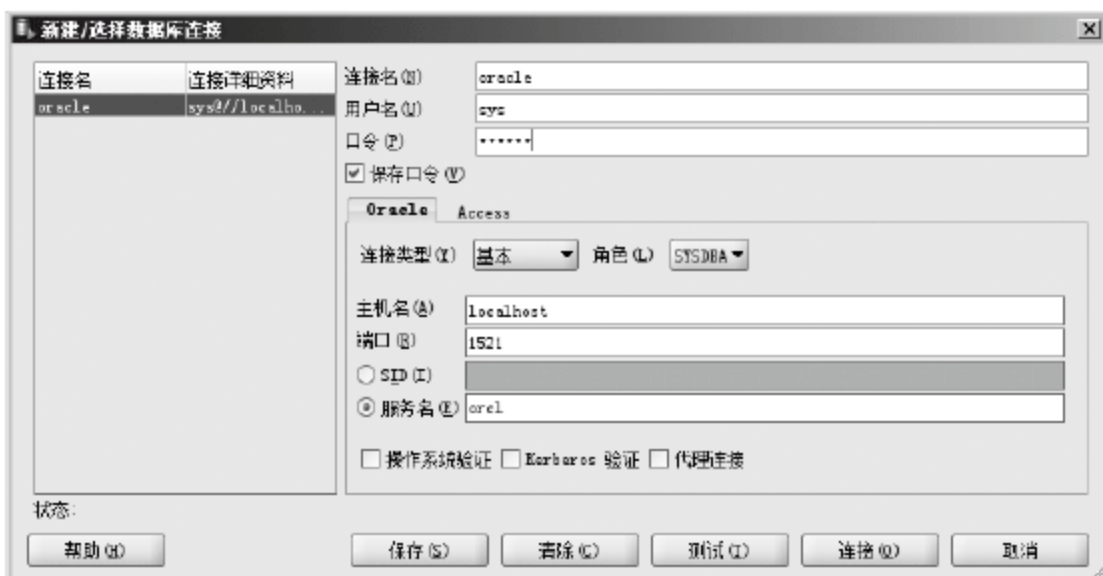 新建/选择数据库连接
连接名 连接详细资料
oracle sys@//localho...
连接名(N) oracle
用户名(U) sys
口令(P) ••••••
保存口令(V)
Oracle Access
连接类型(Y) 基本 角色(L) SYSDBA
主机名(A) localhost
端口(R) 1521
SID(I)
服务名(E) orcl
操作系统验证 Kerberos 验证 代理连接
状态:
帮助(H) 保存(S) 清除(C) 测试(T) 连接(O) 取消